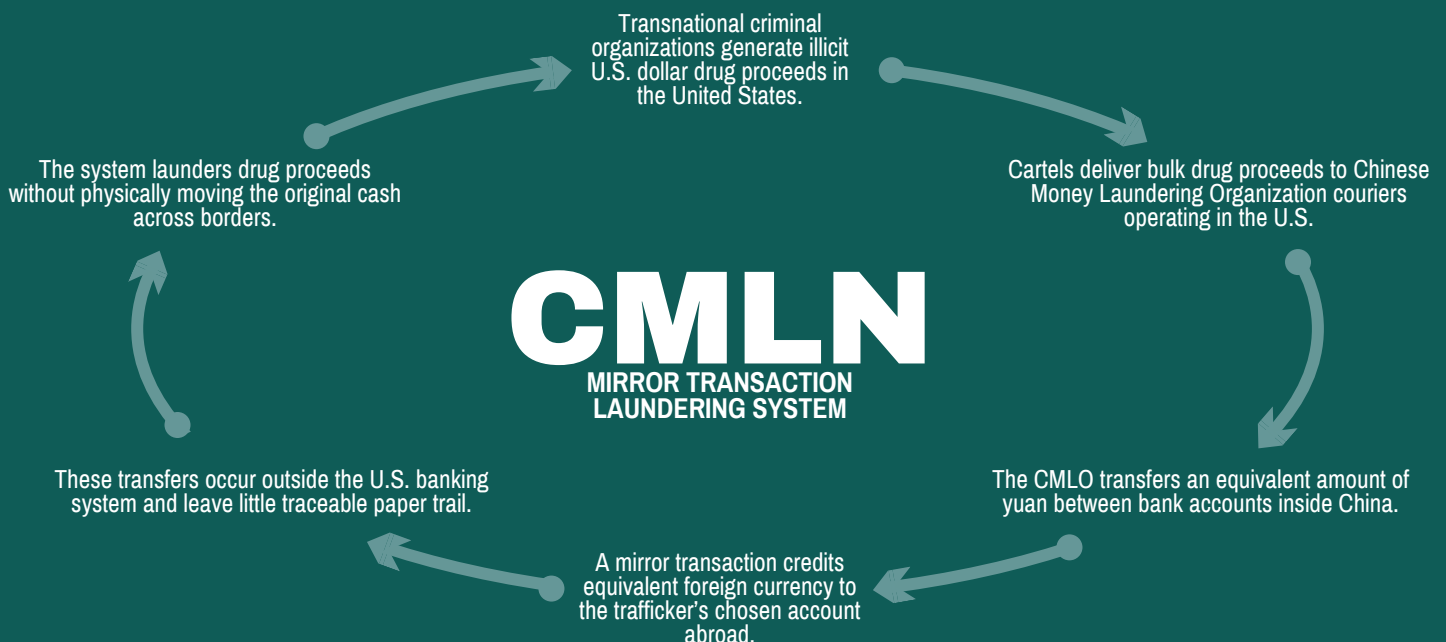 Transnational criminal
organizations generate illicit
U.S. dollar drug proceeds in
the United States.
Cartels deliver bulk drug proceeds to Chinese
Money Laundering Organization couriers
operating in the U.S.
The CMLO transfers an equivalent amount of
yuan between bank accounts inside China.
A mirror transaction credits
equivalent foreign currency to
the trafficker’s chosen account
abroad.
These transfers occur outside the U.S. banking
system and leave little traceable paper trail.
The system launders drug proceeds
without physically moving the original cash
across borders.
CMLN
MIRROR TRANSACTION
LAUNDERING SYSTEM